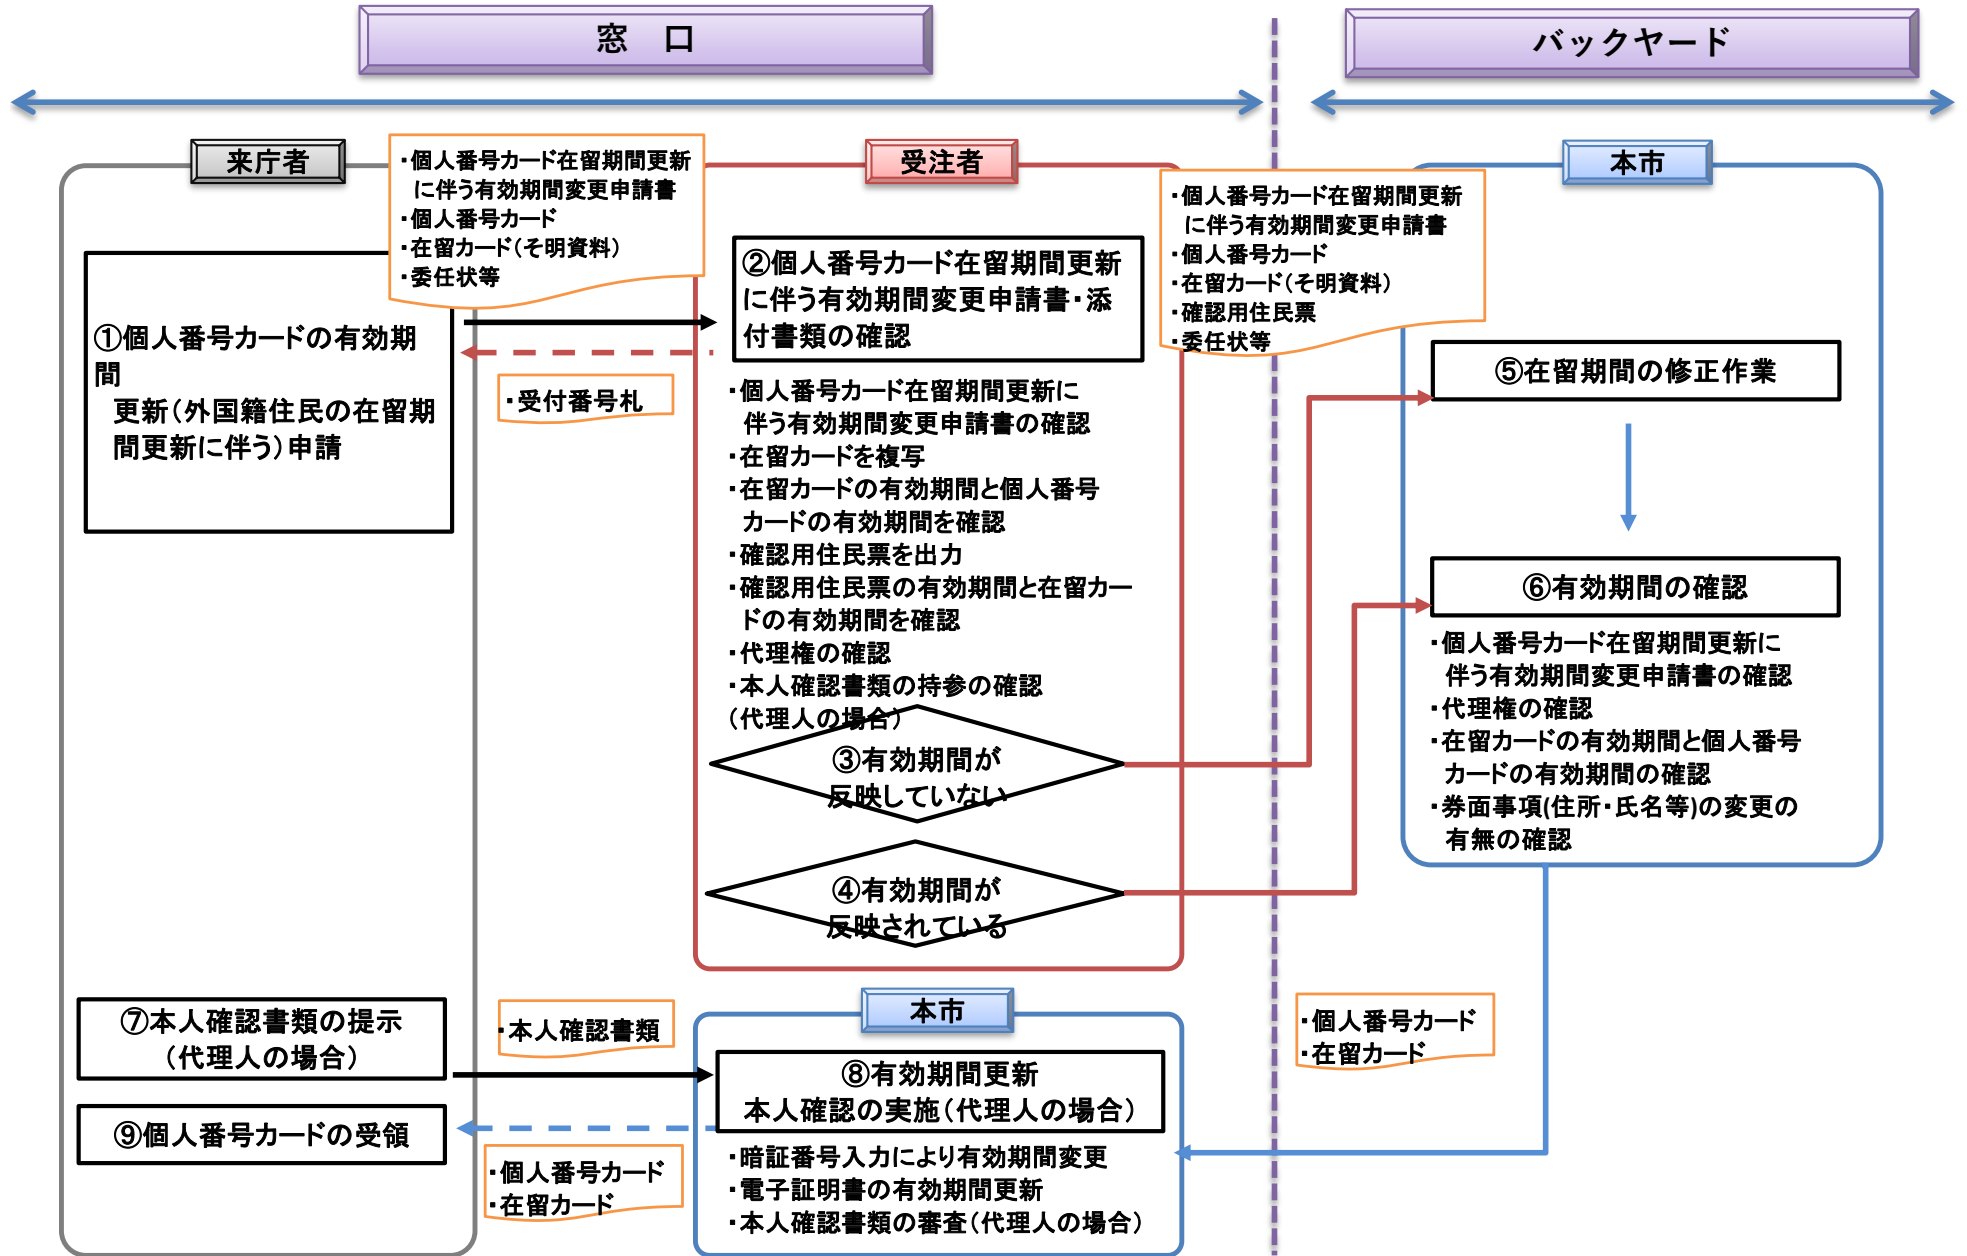 窓　口
バックヤード
来庁者
・個人番号カード在留期間更新
に伴う有効期間変更申請書
・個人番号カード
・在留カード（そ明資料）
・委任状等
受注者
・個人番号カード在留期間更新
に伴う有効期間変更申請書
・個人番号カード
・在留カード（そ明資料）
・確認用住民票
・委任状等
本市
①個人番号カードの有効期
間
更新（外国籍住民の在留期
間更新に伴う）申請
・受付番号札
②個人番号カード在留期間更新
に伴う有効期間変更申請書・添
付書類の確認
・個人番号カード在留期間更新に
伴う有効期間変更申請書の確認
・在留カードを複写
・在留カードの有効期間と個人番号
カードの有効期間を確認
・確認用住民票を出力
・確認用住民票の有効期間と在留カー
ドの有効期間を確認
・代理権の確認
・本人確認書類の持参の確認
（代理人の場合）
③有効期間が
反映していない
④有効期間が
反映されている
⑤在留期間の修正作業
⑥有効期間の確認
・個人番号カード在留期間更新に
伴う有効期間変更申請書の確認
・代理権の確認
・在留カードの有効期間と個人番号
カードの有効期間の確認
・券面事項(住所・氏名等)の変更の
有無の確認
⑦本人確認書類の提示
（代理人の場合）
・本人確認書類
本市
・個人番号カード
・在留カード
⑧有効期間更新
本人確認の実施（代理人の場合）
⑨個人番号カードの受領
・個人番号カード
・在留カード
・暗証番号入力により有効期間変更
・電子証明書の有効期間更新
・本人確認書類の審査（代理人の場合）